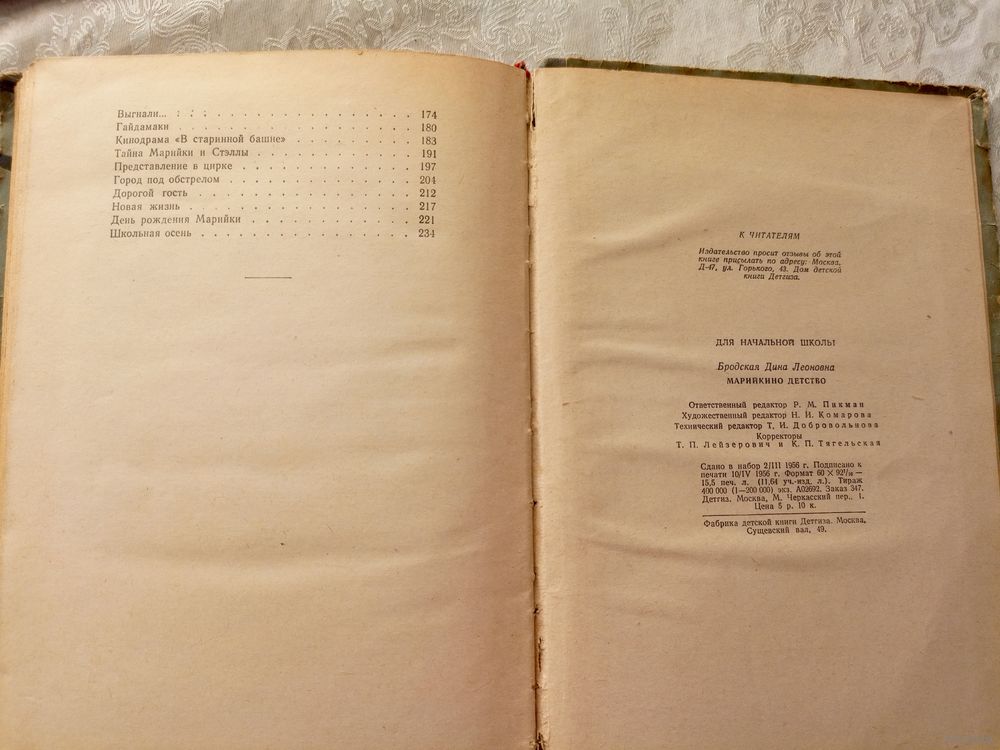 Выгнали... . . . . . . . . . . . . . . . . . . 174
Гайдамаки . . . . . . . . . . . . . . . . . . 180
Кинодрама «В старинной башне» . . . . . . . . . 183
Тайна Марийки и Стэллы . . . . . . . . . . . . 191
Представление в цирке . . . . . . . . . . . . . 197
Город под обстрелом . . . . . . . . . . . . . . 204
Дорогой гость . . . . . . . . . . . . . . . . . 212
Новая жизнь . . . . . . . . . . . . . . . . . . 217
День рождения Марийки . . . . . . . . . . . . . 221
Школьная осень . . . . . . . . . . . . . . . . 234
К ЧИТАТЕЛЯМ
Издательство просит отзывы об этой
книге присылать по адресу: Москва,
Д-47, ул. Горького, 43. Дом детской
книги Детгиза.
ДЛЯ НАЧАЛЬНОЙ ШКОЛЫ
Бродская Дина Леоновна
МАРИЙКИНО ДЕТСТВО
Ответственный редактор Р. М. Пикман
Художественный редактор Н. И. Комарова
Технический редактор Т. И. Добровольнова
Корректоры
Т. П. Лейзерович и К. П. Тягельская
Сдано в набор 2/III 1956 г. Подписано к
печати 10/IV 1956 г. Формат 60 × 92¹/₁₆ —
15,5 печ. л. (11,64 уч.-изд. л.). Тираж
400 000 (1—200 000) экз. А02692. Заказ 347.
Детгиз. Москва, М. Черкасский пер., 1.
Цена 5 р. 10 к.
Фабрика детской книги Детгиза. Москва,
Сущевский вал, 49.